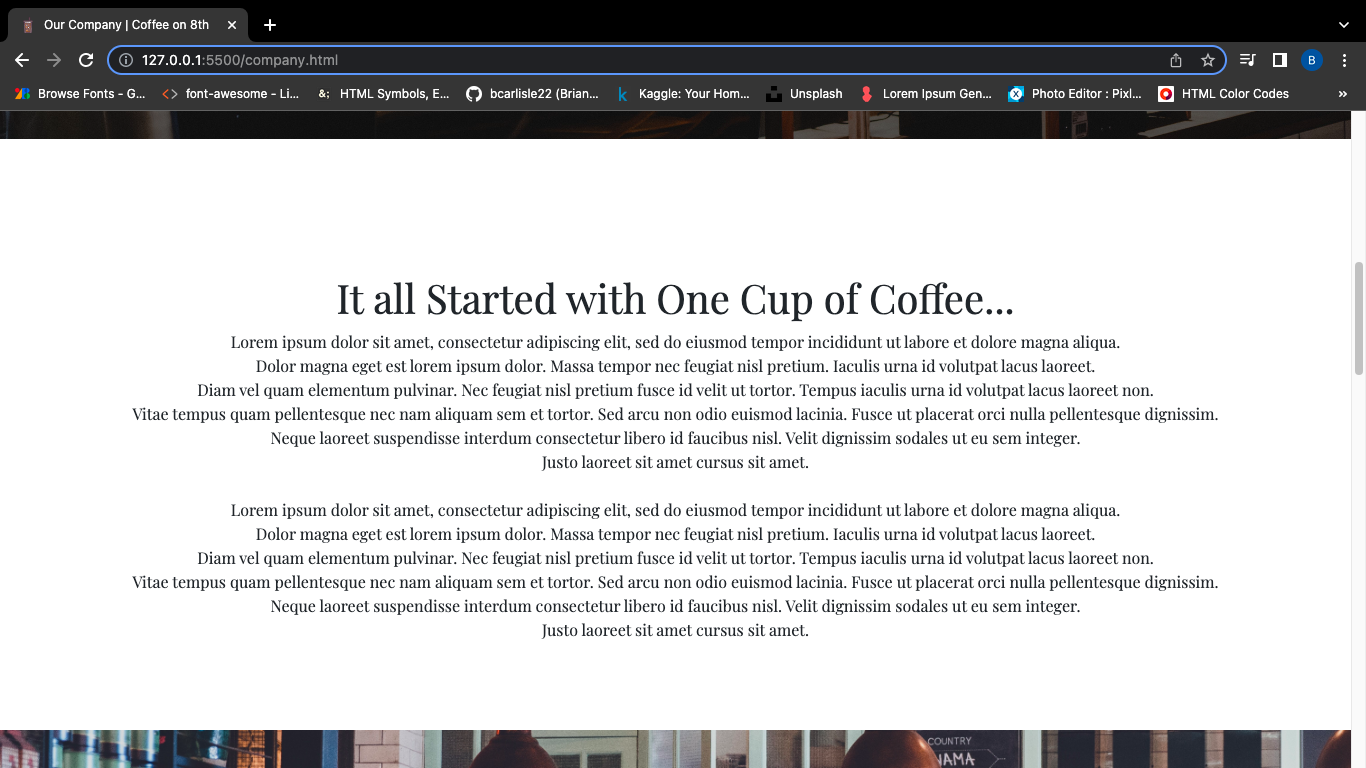 Our Company | Coffee on 8th
127.0.0.1:5500/company.html
B
Browse Fonts - G...
font-awesome - Li...
&; HTML Symbols, E...
bcarlisle22 (Brian...
k Kaggle: Your Hom...
Unsplash
Lorem Ipsum Gen...
Photo Editor : Pixl...
HTML Color Codes
»
It all Started with One Cup of Coffee...
Lorem ipsum dolor sit amet, consectetur adipiscing elit, sed do eiusmod tempor incididunt ut labore et dolore magna aliqua.
Dolor magna eget est lorem ipsum dolor. Massa tempor nec feugiat nisl pretium. Iaculis urna id volutpat lacus laoreet.
Diam vel quam elementum pulvinar. Nec feugiat nisl pretium fusce id velit ut tortor. Tempus iaculis urna id volutpat lacus laoreet non.
Vitae tempus quam pellentesque nec nam aliquam sem et tortor. Sed arcu non odio euismod lacinia. Fusce ut placerat orci nulla pellentesque dignissim.
Neque laoreet suspendisse interdum consectetur libero id faucibus nisl. Velit dignissim sodales ut eu sem integer.
Justo laoreet sit amet cursus sit amet.
Lorem ipsum dolor sit amet, consectetur adipiscing elit, sed do eiusmod tempor incididunt ut labore et dolore magna aliqua.
Dolor magna eget est lorem ipsum dolor. Massa tempor nec feugiat nisl pretium. Iaculis urna id volutpat lacus laoreet.
Diam vel quam elementum pulvinar. Nec feugiat nisl pretium fusce id velit ut tortor. Tempus iaculis urna id volutpat lacus laoreet non.
Vitae tempus quam pellentesque nec nam aliquam sem et tortor. Sed arcu non odio euismod lacinia. Fusce ut placerat orci nulla pellentesque dignissim.
Neque laoreet suspendisse interdum consectetur libero id faucibus nisl. Velit dignissim sodales ut eu sem integer.
Justo laoreet sit amet cursus sit amet.
COUNTRY